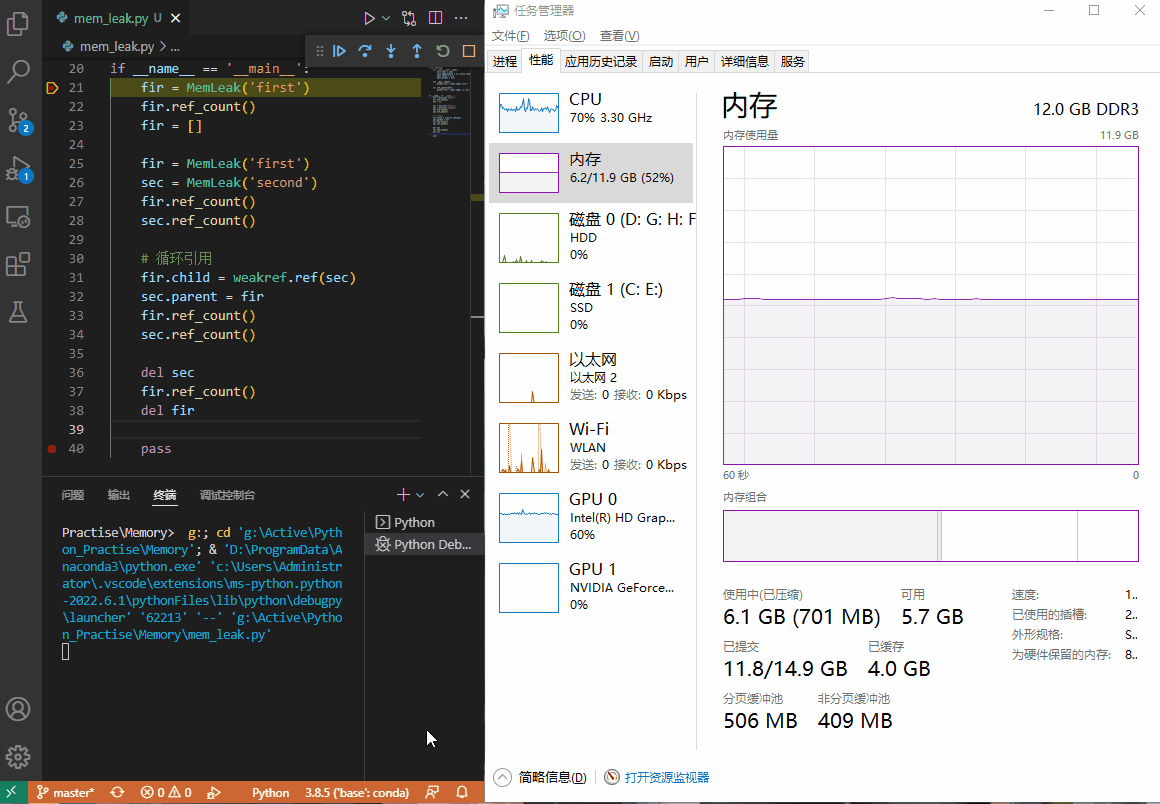 mem_leak.py U
mem_leak.py > ...
20 if __name__ == '__main__':
21 fir = MemLeak('first')
22 fir.ref_count()
23 fir = []
24
25 fir = MemLeak('first')
26 sec = MemLeak('second')
27 fir.ref_count()
28 sec.ref_count()
29
30 # 循环引用
31 fir.child = weakref.ref(sec)
32 sec.parent = fir
33 fir.ref_count()
34 sec.ref_count()
35
36 del sec
37 fir.ref_count()
38 del fir
39
40 pass
2
1
问题 输出 终端 调试控制台
Python
Python Deb...
Practise\Memory> g:; cd 'g:\Active\Pyth
on_Practise\Memory'; & 'D:\ProgramData\A
naconda3\python.exe' 'c:\Users\Administr
ator\.vscode\extensions\ms-python.python
-2022.6.1\pythonFiles\lib\python\debugpy
\launcher' '62213' '--' 'g:\Active\Pytho
n_Practise\Memory\mem_leak.py'
master* 0 0 Python 3.8.5 ('base': conda)
任务管理器
文件(F) 选项(O) 查看(V)
进程 性能 应用历史记录 启动 用户 详细信息 服务
CPU
70% 3.30 GHz
内存
6.2/11.9 GB (52%)
磁盘 0 (D: G: H: F
HDD
0%
磁盘 1 (C: E:)
SSD
0%
以太网
以太网 2
发送: 0 接收: 0 Kbps
Wi-Fi
WLAN
发送: 0 接收: 0 Kbps
GPU 0
Intel(R) HD Grap...
60%
GPU 1
NVIDIA GeForce...
0%
内存 12.0 GB DDR3
内存使用量 11.9 GB
60 秒 0
内存组合
使用中(已压缩) 可用
6.1 GB (701 MB) 5.7 GB
已提交 已缓存
11.8/14.9 GB 4.0 GB
分页缓冲池 非分页缓冲池
506 MB 409 MB
速度: 1..
已使用的插槽: 2..
外形规格: S..
为硬件保留的内存: 8..
简略信息(D) 打开资源监视器